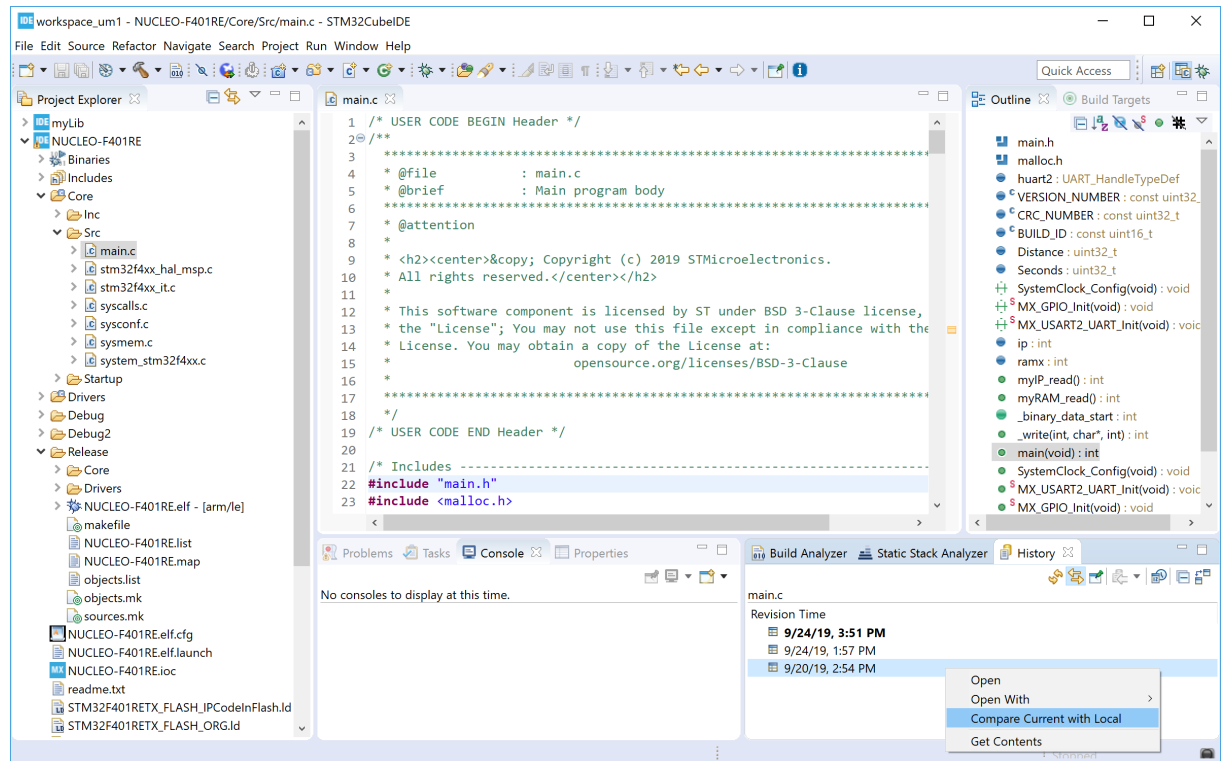 IDE workspace_um1 - NUCLEO-F401RE/Core/Src/main.c - STM32CubeIDE
File Edit Source Refactor Navigate Search Project Run Window Help
Quick Access
Project Explorer
IDE myLib
NUCLEO-F401RE
Binaries
Includes
Core
Inc
Src
main.c
stm32f4xx_hal_msp.c
stm32f4xx_it.c
syscalls.c
sysconf.c
sysmem.c
system_stm32f4xx.c
Startup
Drivers
Debug
Debug2
Release
Core
Drivers
NUCLEO-F401RE.elf - [arm/le]
makefile
NUCLEO-F401RE.list
NUCLEO-F401RE.map
objects.list
objects.mk
sources.mk
NUCLEO-F401RE.elf.cfg
NUCLEO-F401RE.elf.launch
MX NUCLEO-F401RE.ioc
readme.txt
STM32F401RETX_FLASH_IPCodeInFlash.ld
STM32F401RETX_FLASH_ORG.ld
main.c
1 /* USER CODE BEGIN Header */
2 /**
3 ************************************************************************
4 * @file : main.c
5 * @brief : Main program body
6 ************************************************************************
7 * @attention
8 *
9 * <h2><center>&copy; Copyright (c) 2019 STMicroelectronics.
10 * All rights reserved.</center></h2>
11 *
12 * This software component is licensed by ST under BSD 3-Clause license,
13 * the "License"; You may not use this file except in compliance with the
14 * License. You may obtain a copy of the License at:
15 * opensource.org/licenses/BSD-3-Clause
16 *
17 ************************************************************************
18 */
19 /* USER CODE END Header */
20
21 /* Includes --------------------------------------------------------------
22 #include "main.h"
23 #include <malloc.h>
Outline Build Targets
main.h
malloc.h
huart2 : UART_HandleTypeDef
VERSION_NUMBER : const uint32_
CRC_NUMBER : const uint32_t
BUILD_ID : const uint16_t
Distance : uint32_t
Seconds : uint32_t
SystemClock_Config(void) : void
MX_GPIO_Init(void) : void
MX_USART2_UART_Init(void) : voic
ip : int
ramx : int
myIP_read() : int
myRAM_read() : int
_binary_data_start : int
_write(int, char*, int) : int
main(void) : int
SystemClock_Config(void) : void
MX_USART2_UART_Init(void) : voic
MX_GPIO_Init(void) : void
Problems Tasks Console Properties
No consoles to display at this time.
Build Analyzer Static Stack Analyzer History
main.c
Revision Time
9/24/19, 3:51 PM
9/24/19, 1:57 PM
9/20/19, 2:54 PM
Open
Open With
Compare Current with Local
Get Contents